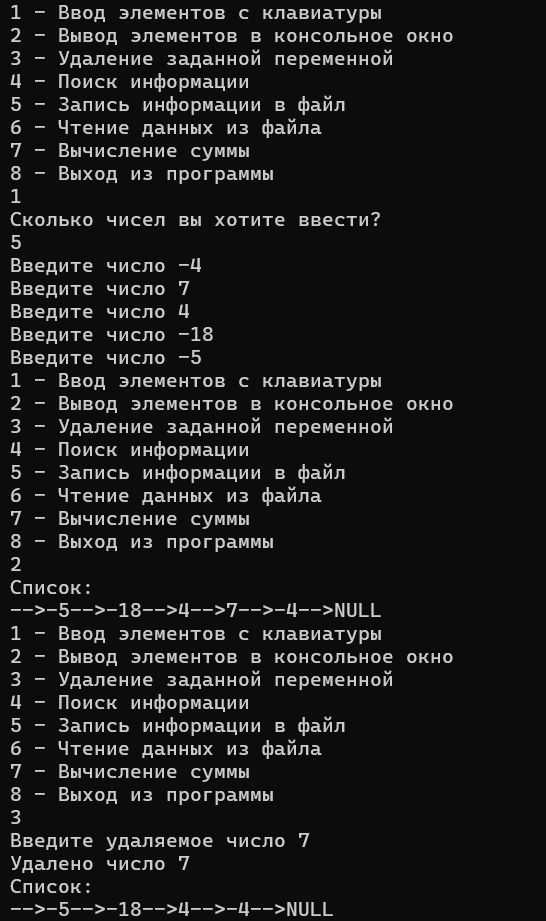 1 - Ввод элементов с клавиатуры
2 - Вывод элементов в консольное окно
3 - Удаление заданной переменной
4 - Поиск информации
5 - Запись информации в файл
6 - Чтение данных из файла
7 - Вычисление суммы
8 - Выход из программы
1
Сколько чисел вы хотите ввести?
5
Введите число -4
Введите число 7
Введите число 4
Введите число -18
Введите число -5
1 - Ввод элементов с клавиатуры
2 - Вывод элементов в консольное окно
3 - Удаление заданной переменной
4 - Поиск информации
5 - Запись информации в файл
6 - Чтение данных из файла
7 - Вычисление суммы
8 - Выход из программы
2
Список:
-->-5-->-18-->4-->7-->-4-->NULL
1 - Ввод элементов с клавиатуры
2 - Вывод элементов в консольное окно
3 - Удаление заданной переменной
4 - Поиск информации
5 - Запись информации в файл
6 - Чтение данных из файла
7 - Вычисление суммы
8 - Выход из программы
3
Введите удаляемое число 7
Удалено число 7
Список:
-->-5-->-18-->4-->-4-->NULL